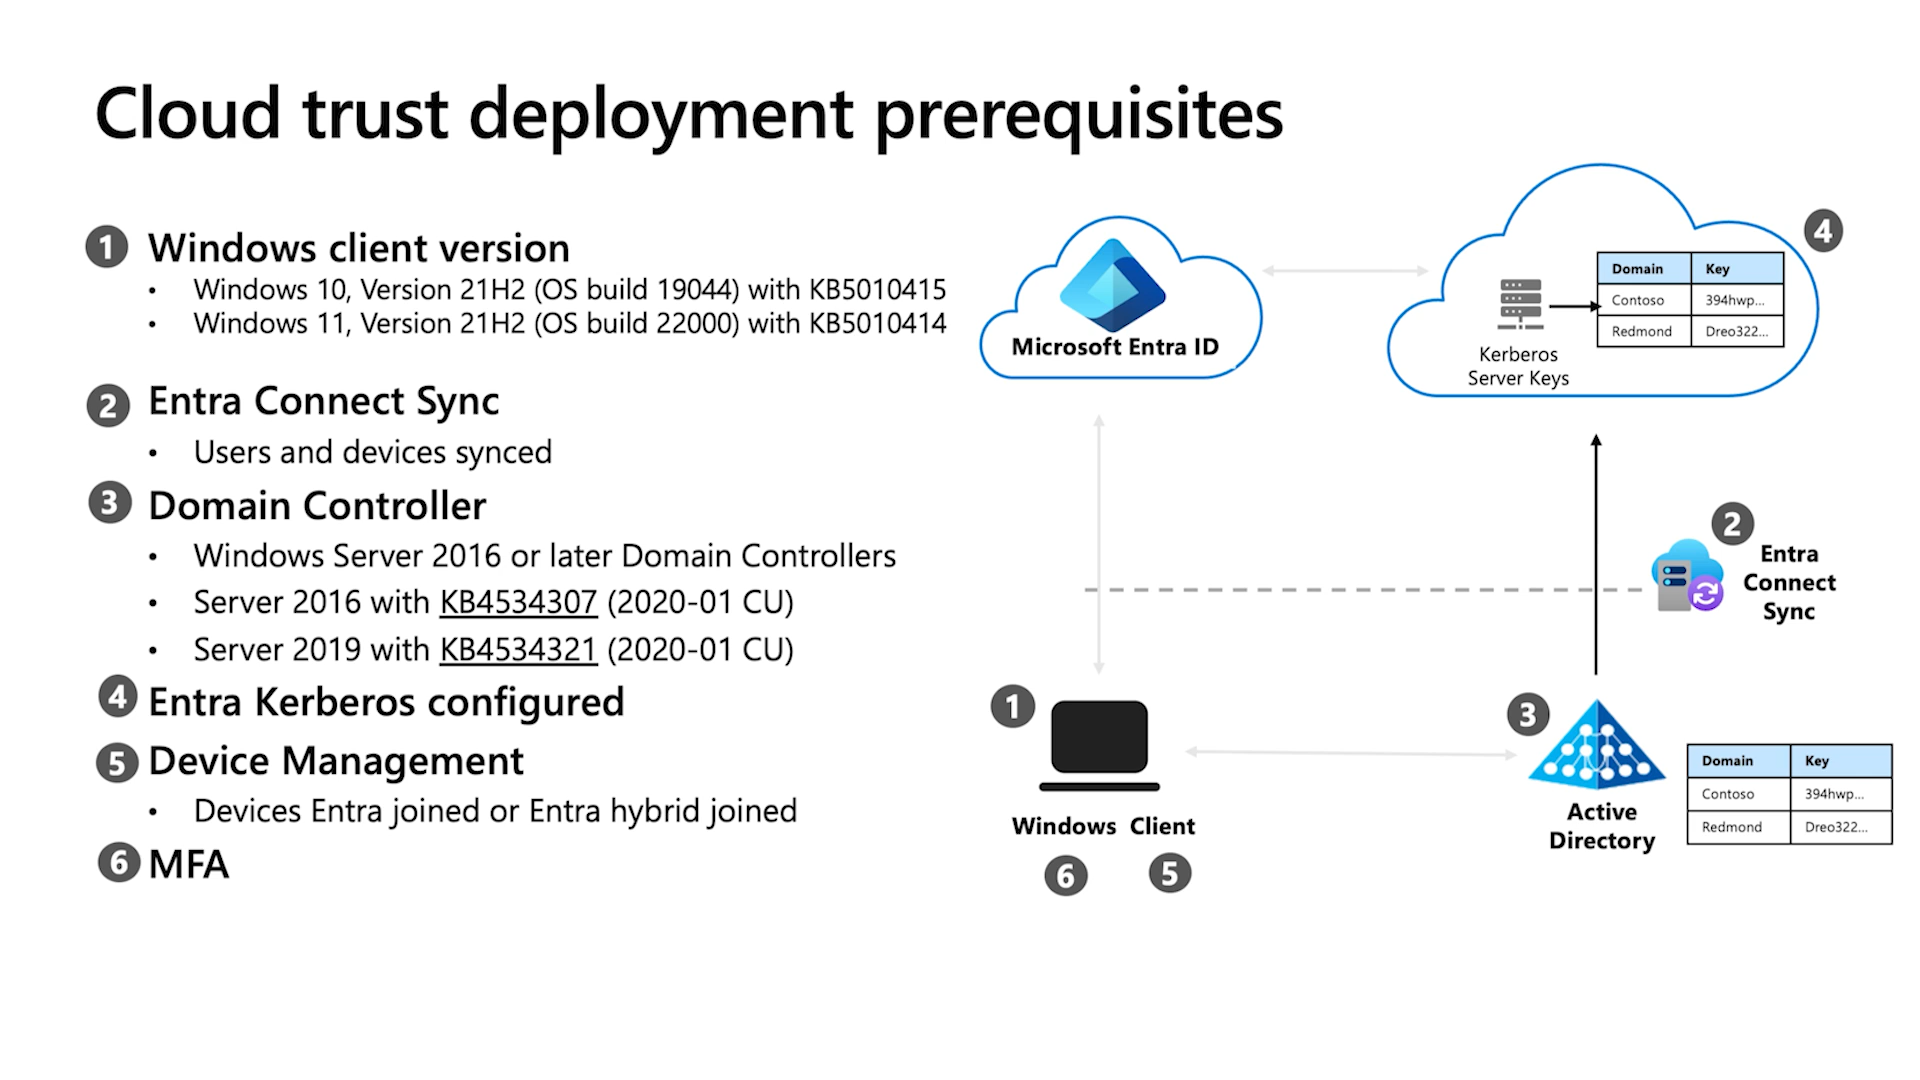 Cloud trust deployment prerequisites
1 Windows client version
• Windows 10, Version 21H2 (OS build 19044) with KB5010415
• Windows 11, Version 21H2 (OS build 22000) with KB5010414
2 Entra Connect Sync
• Users and devices synced
3 Domain Controller
• Windows Server 2016 or later Domain Controllers
• Server 2016 with KB4534307 (2020-01 CU)
• Server 2019 with KB4534321 (2020-01 CU)
4 Entra Kerberos configured
5 Device Management
• Devices Entra joined or Entra hybrid joined
6 MFA
Microsoft Entra ID
4
Domain Key
Contoso 394hwp...
Redmond Dreo322...
Kerberos
Server Keys
2
Entra
Connect
Sync
1
Windows Client
6 5
3
Active
Directory
Domain Key
Contoso 394hwp...
Redmond Dreo322...